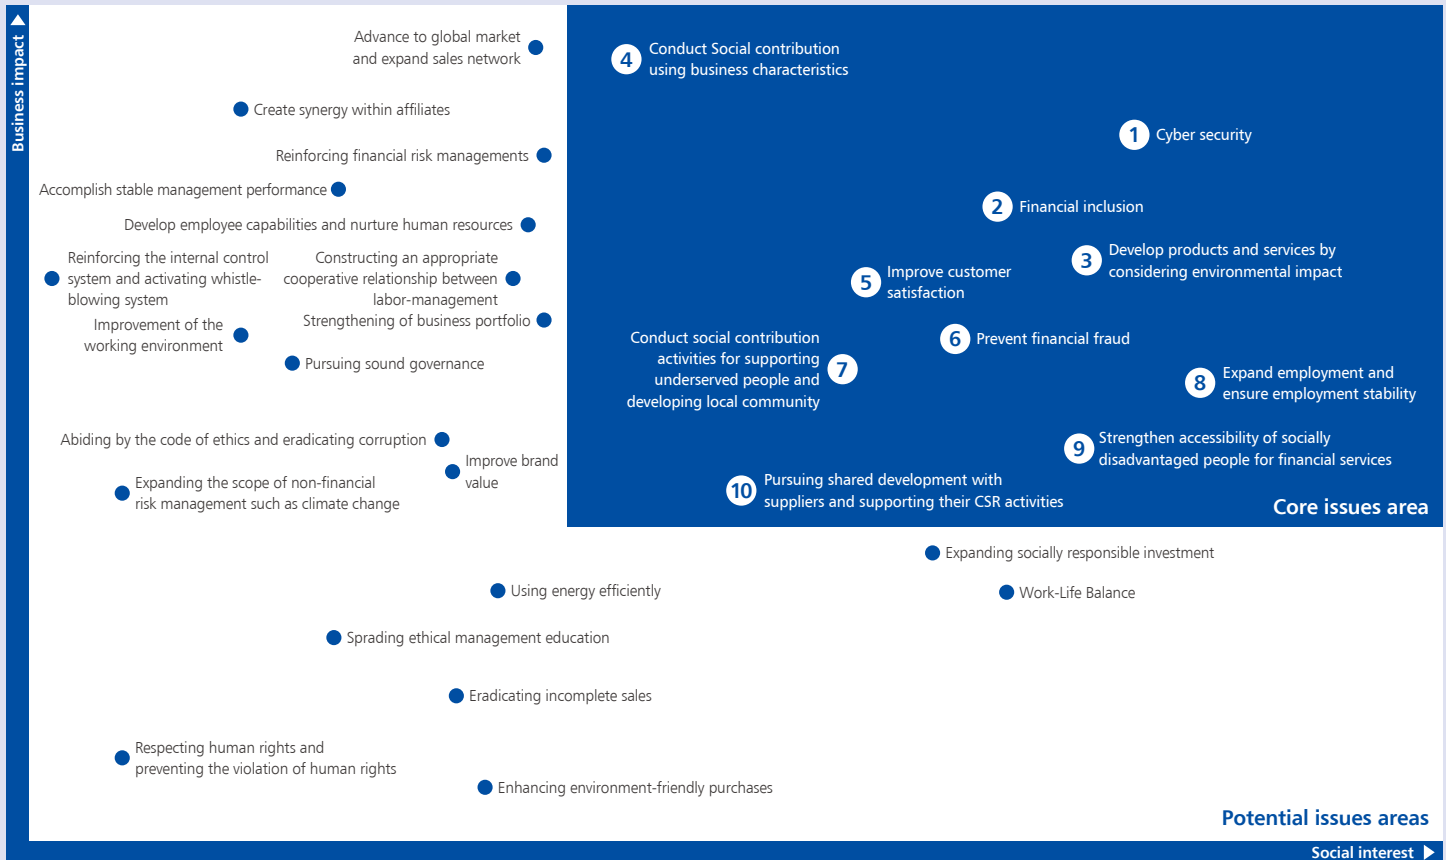 Business impact
Advance to global market
and expand sales network
Create synergy within affiliates
Reinforcing financial risk managements
Accomplish stable management performance
Develop employee capabilities and nurture human resources
Reinforcing the internal control
system and activating whistle-
blowing system
Constructing an appropriate
cooperative relationship between
labor-management
Strengthening of business portfolio
Improvement of the
working environment
Pursuing sound governance
Abiding by the code of ethics and eradicating corruption
Improve brand
value
Expanding the scope of non-financial
risk management such as climate change
4 Conduct Social contribution
using business characteristics
1 Cyber security
2 Financial inclusion
3 Develop products and services by
considering environmental impact
5 Improve customer
satisfaction
6 Prevent financial fraud
Conduct social contribution
activities for supporting
underserved people and
developing local community
7
8 Expand employment and
ensure employment stability
9 Strengthen accessibility of socially
disadvantaged people for financial services
10 Pursuing shared development with
suppliers and supporting their CSR activities
Core issues area
Expanding socially responsible investment
Using energy efficiently
Work-Life Balance
Sprading ethical management education
Eradicating incomplete sales
Respecting human rights and
preventing the violation of human rights
Enhancing environment-friendly purchases
Potential issues areas
Social interest